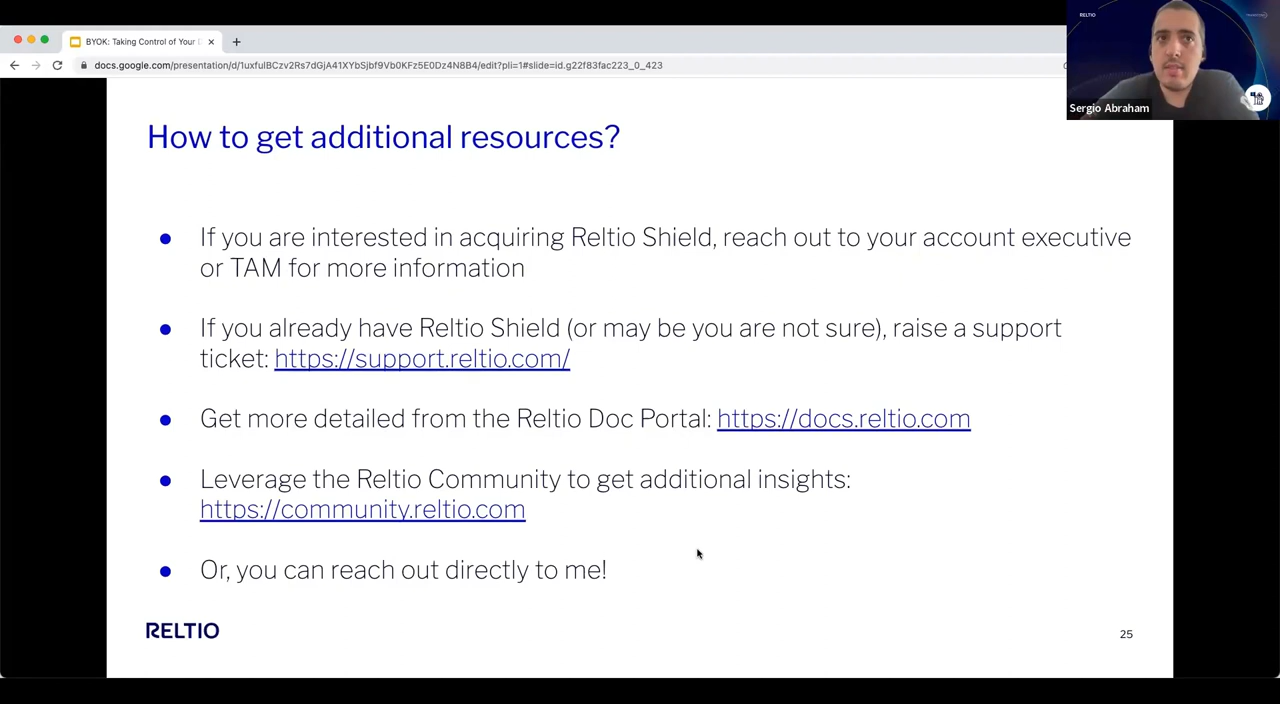 BYOK: Taking Control of Your D
docs.google.com/presentation/d/1uxfulBCzv2Rs7dGjA41XYbSjbf9Vb0KFz5E0Dz4N8B4/edit?pli=1#slide=id.g22f83fac223_0_423
RELTIO
Sergio Abraham
How to get additional resources?
● If you are interested in acquiring Reltio Shield, reach out to your account executive
or TAM for more information
● If you already have Reltio Shield (or may be you are not sure), raise a support
ticket: https://support.reltio.com/
● Get more detailed from the Reltio Doc Portal: https://docs.reltio.com
● Leverage the Reltio Community to get additional insights:
https://community.reltio.com
● Or, you can reach out directly to me!
RELTIO
25